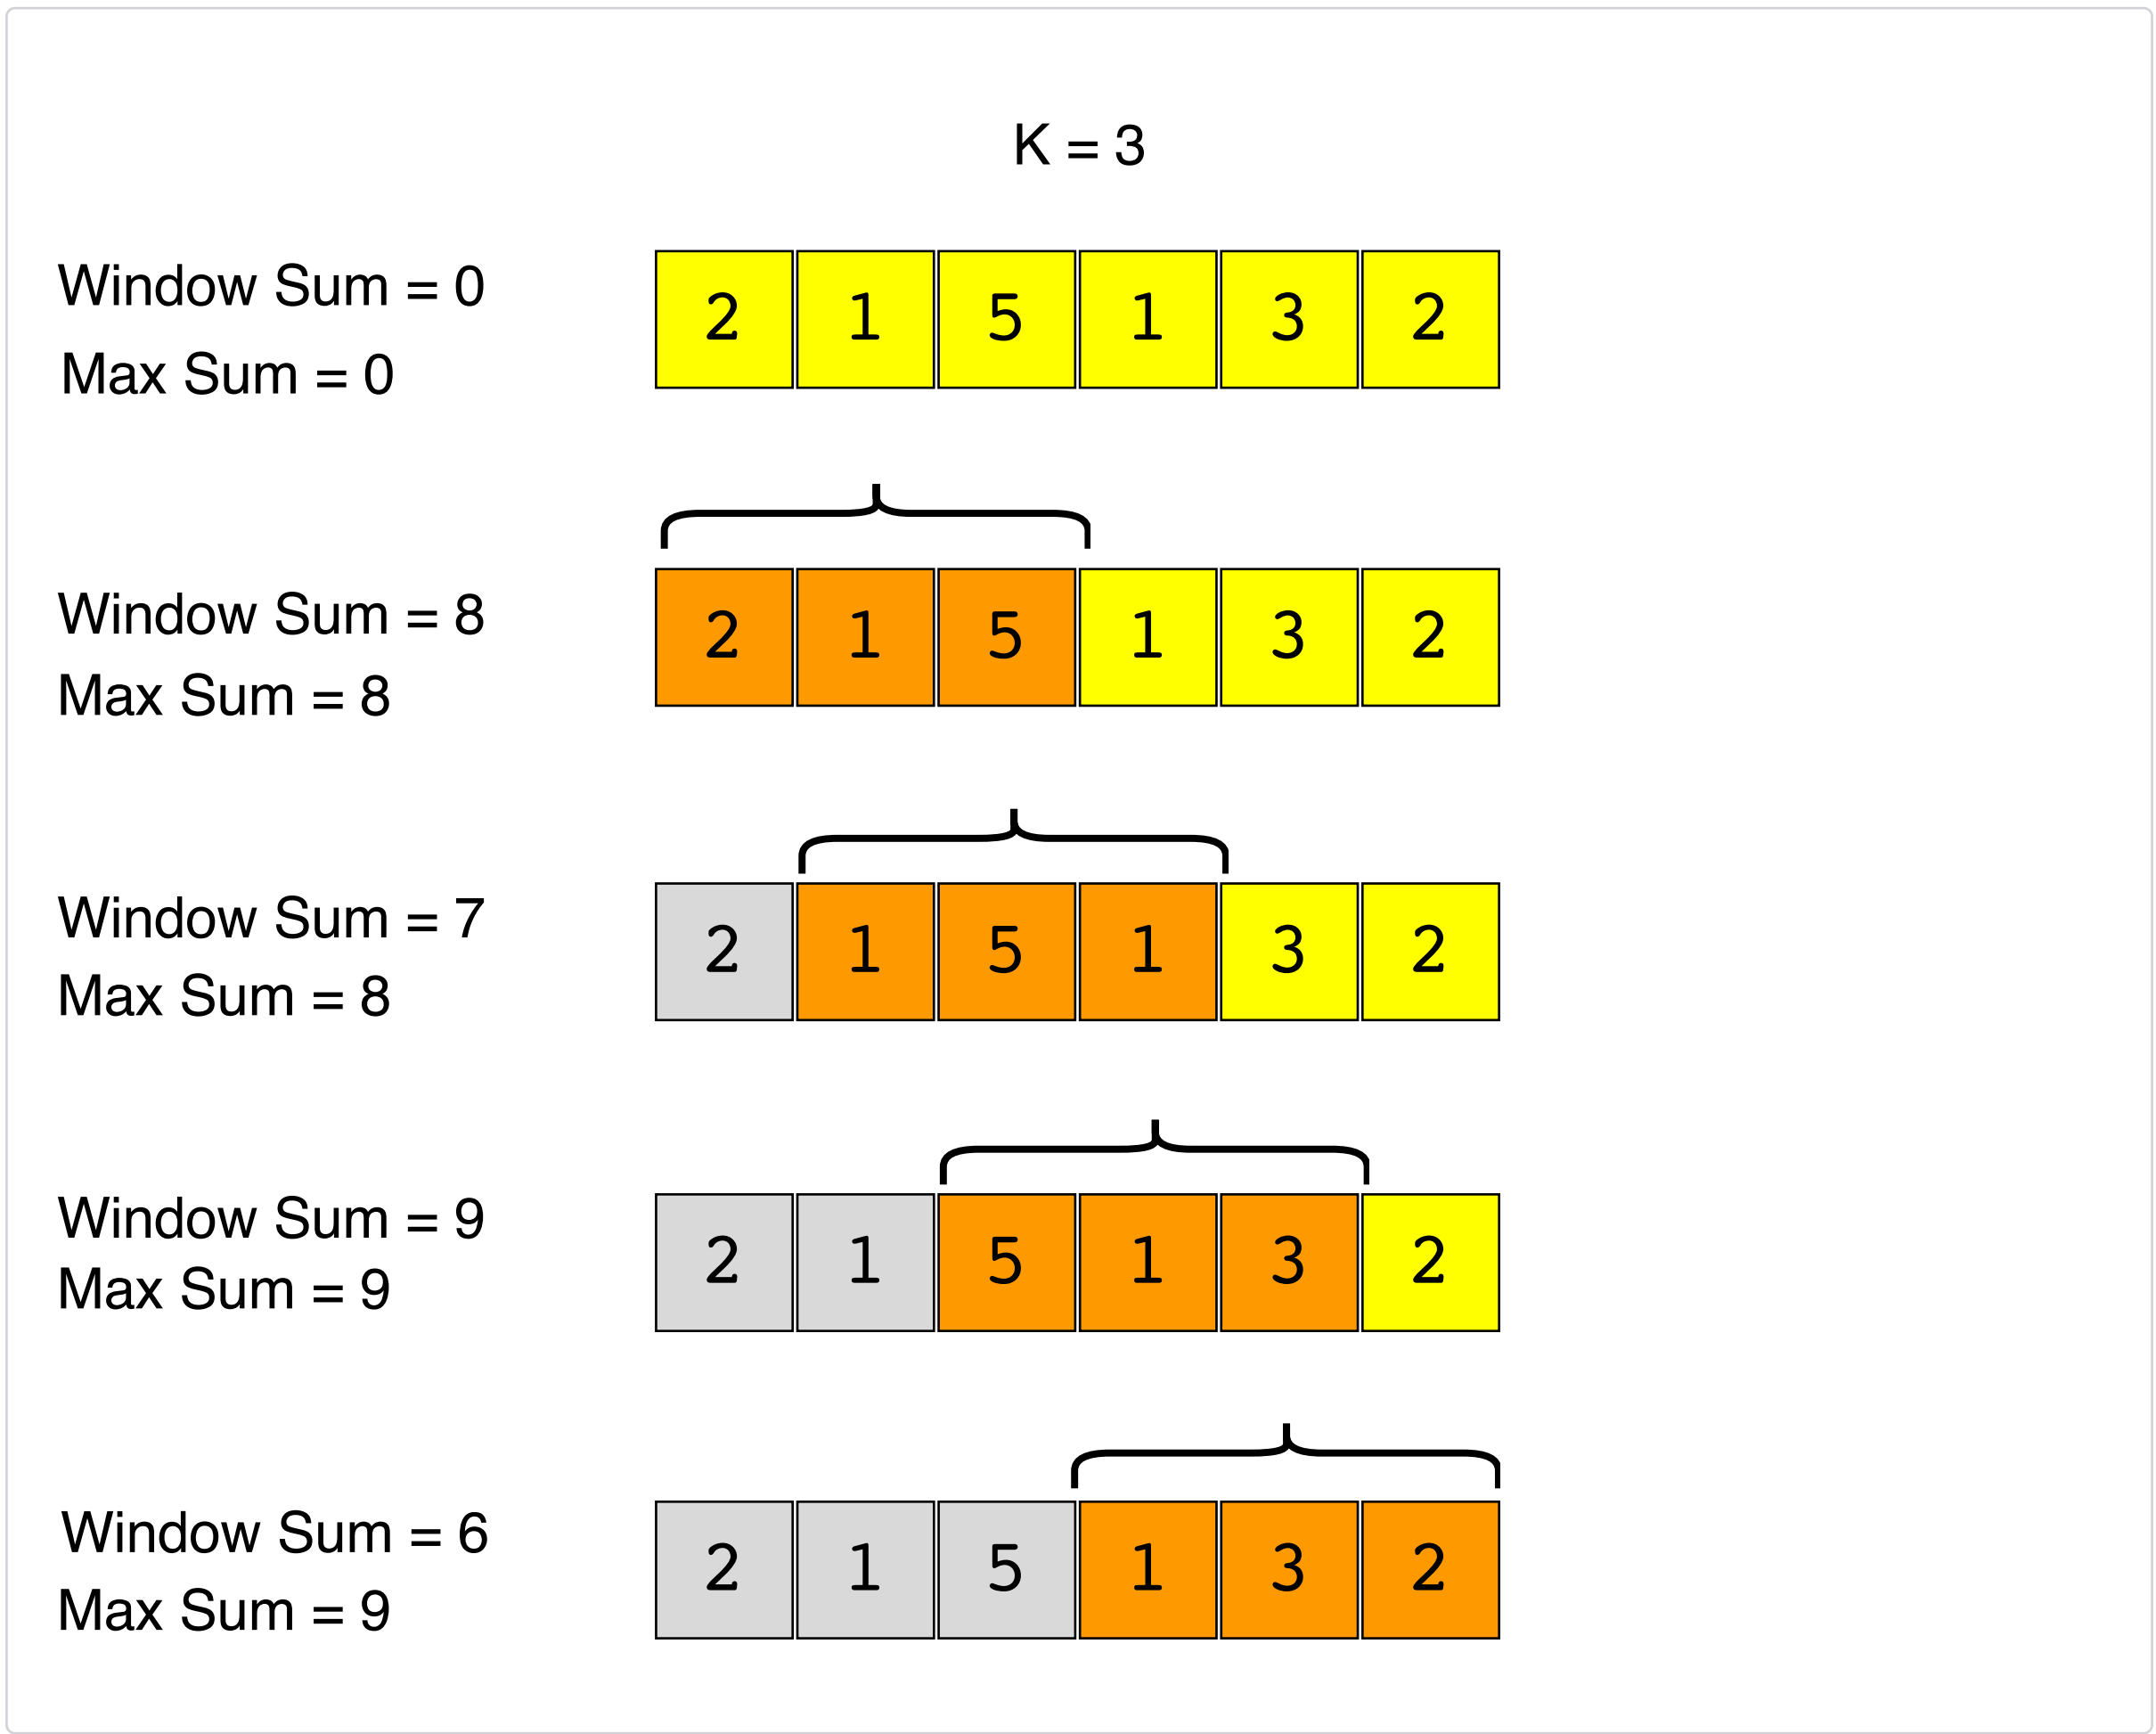 K = 3
Window Sum = 0
Max Sum = 0
2 1 5 1 3 2
Window Sum = 8
Max Sum = 8
2 1 5 1 3 2
Window Sum = 7
Max Sum = 8
2 1 5 1 3 2
Window Sum = 9
Max Sum = 9
2 1 5 1 3 2
Window Sum = 6
Max Sum = 9
2 1 5 1 3 2